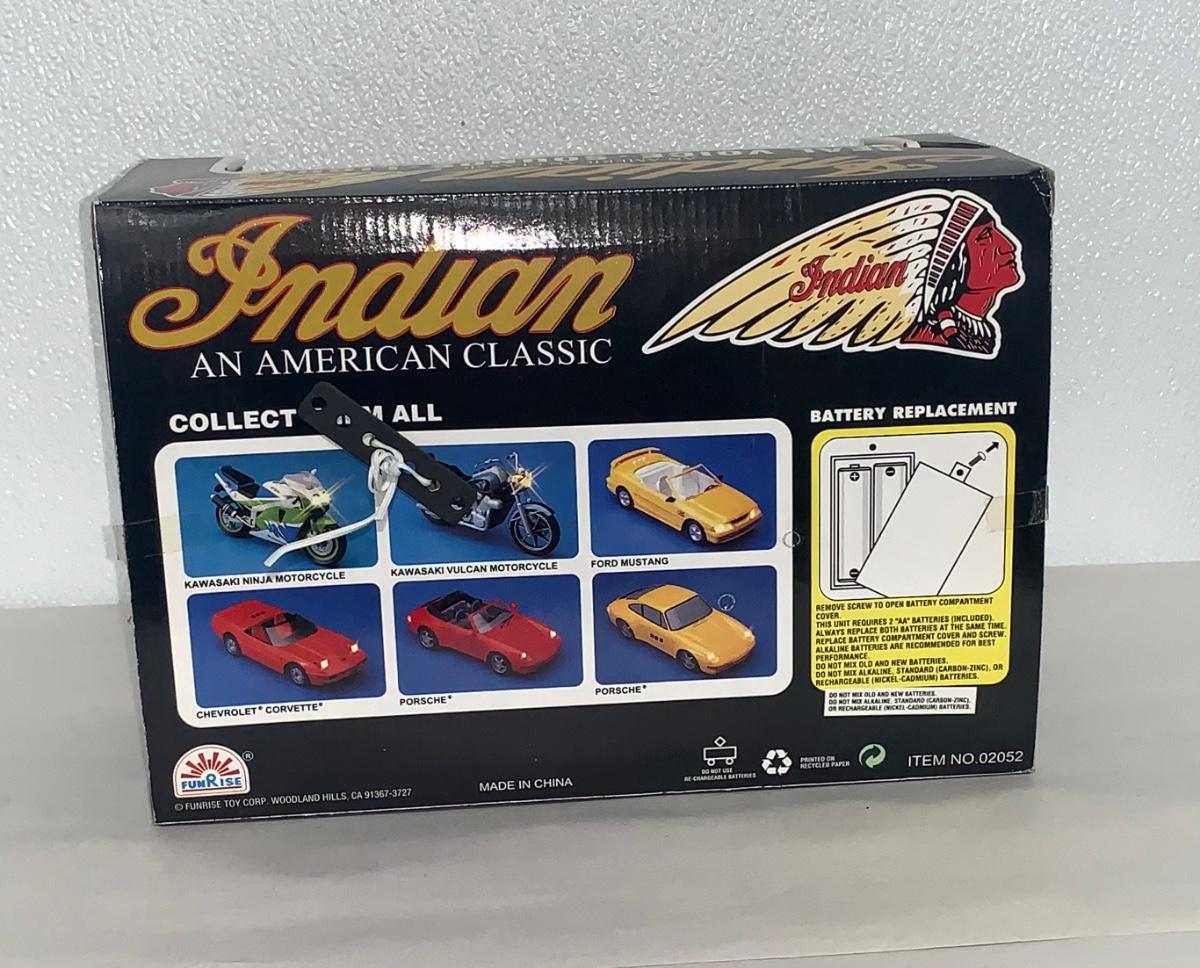 Indian
AN AMERICAN CLASSIC
Indian
COLLECT ALL
BATTERY REPLACEMENT
KAWASAKI NINJA MOTORCYCLE
KAWASAKI VULCAN MOTORCYCLE
FORD MUSTANG
CHEVROLET® CORVETTE®
PORSCHE®
PORSCHE®
REMOVE SCREW TO OPEN BATTERY COMPARTMENT
COVER.
THIS UNIT REQUIRES 2 "AA" BATTERIES (INCLUDED).
ALWAYS REPLACE BOTH BATTERIES AT THE SAME TIME.
REPLACE BATTERY COMPARTMENT COVER AND SCREW.
ALKALINE BATTERIES ARE RECOMMENDED FOR BEST
PERFORMANCE.
DO NOT MIX OLD AND NEW BATTERIES.
DO NOT MIX ALKALINE, STANDARD (CARBON-ZINC), OR
RECHARGEABLE (NICKEL-CADMIUM) BATTERIES.
DO NOT MIX OLD AND NEW BATTERIES.
DO NOT MIX ALKALINE, STANDARD (CARBON-ZINC),
OR RECHARGEABLE (NICKEL-CADMIUM) BATTERIES.
FUNRISE®
© FUNRISE TOY CORP. WOODLAND HILLS, CA 91367-3727
MADE IN CHINA
DO NOT USE
RE-CHARGEABLE BATTERIES
PRINTED ON
RECYCLED PAPER
ITEM NO.02052